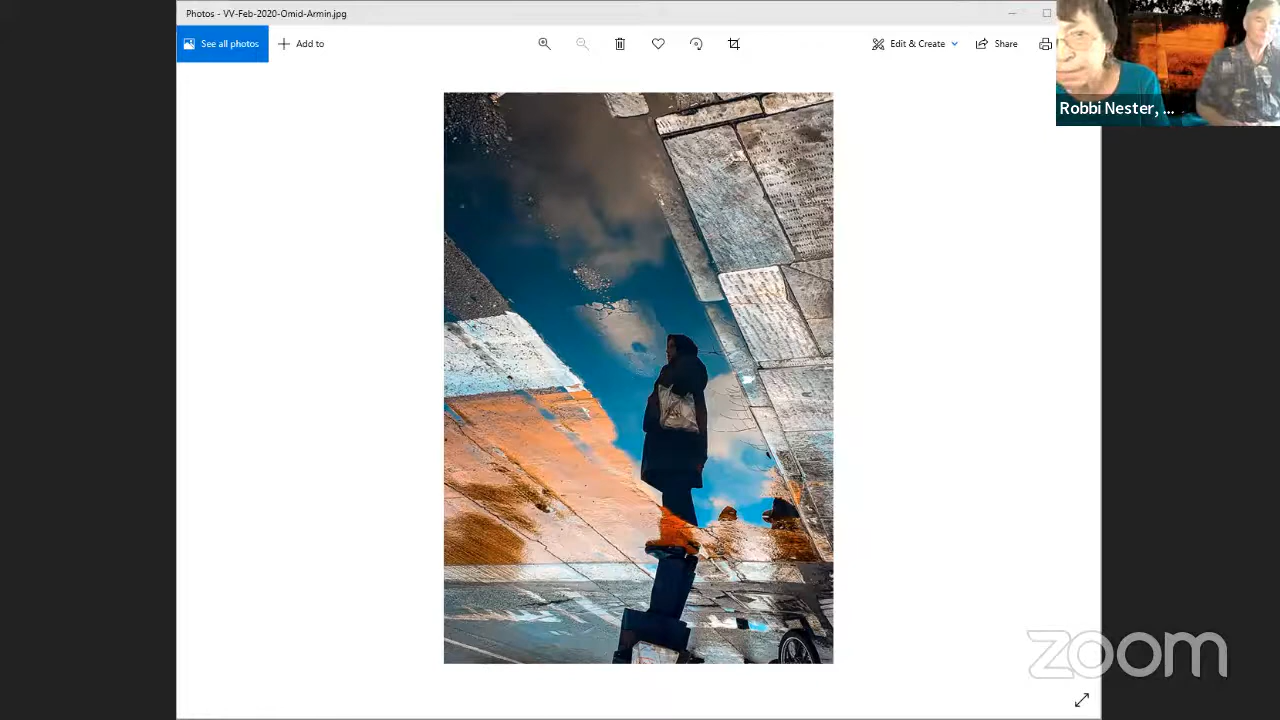 Photos - VV-Feb-2020-Omid-Armin.jpg
See all photos
Add to
Edit & Create
Share
Robbi Nester, ...
zoom